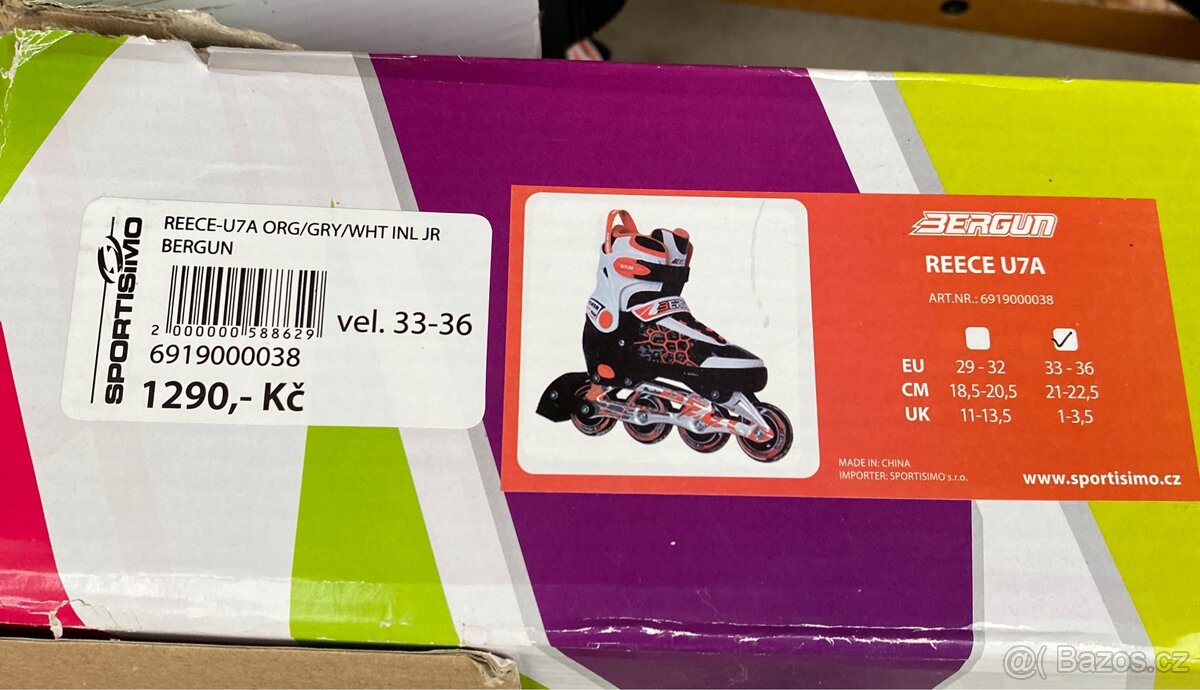 SPORTISIMO
REECE-U7A ORG/GRY/WHT INL JR
BERGUN
2 000000 588629
vel. 33-36
6919000038
1290,- Kč
BERGUN
BERGUN
REECE U7A
ART.NR.: 6919000038
EU 29 - 32 33 - 36
CM 18,5-20,5 21-22,5
UK 11-13,5 1-3,5
MADE IN: CHINA
IMPORTER: SPORTISIMO s.r.o.
www.sportisimo.cz
@( Bazos.cz